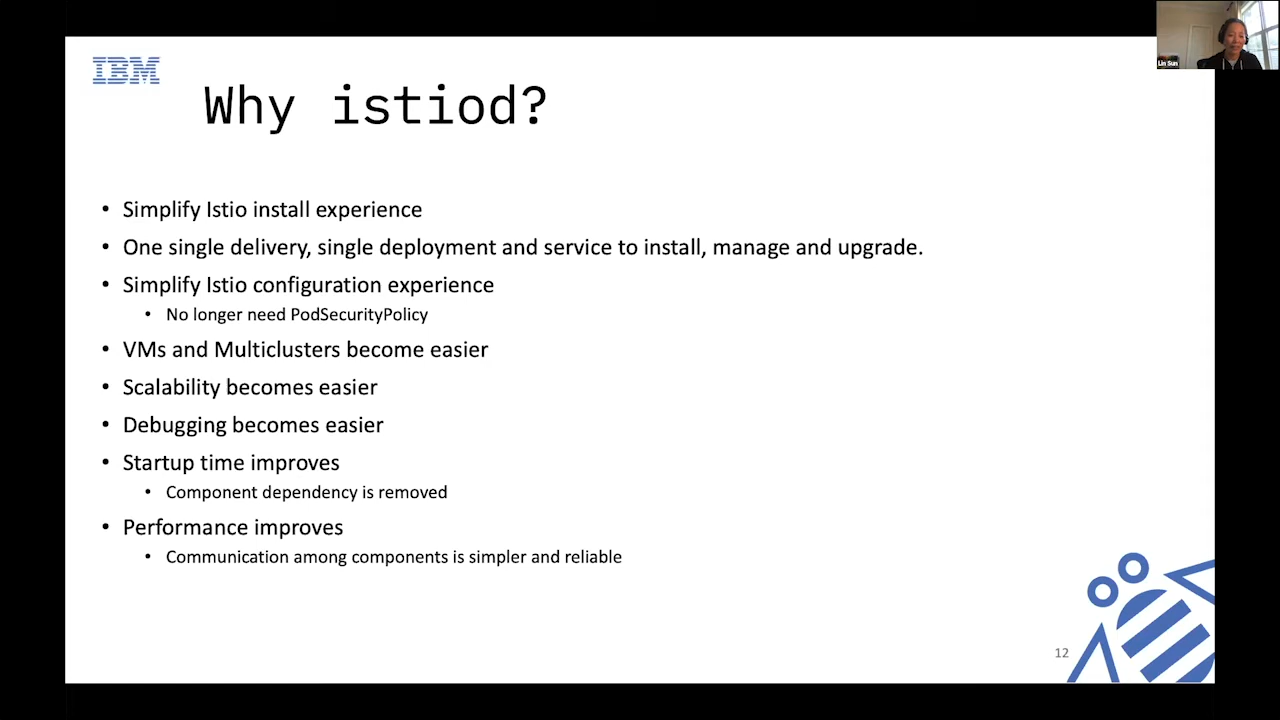 IBM
Lin Sun
Why istiod?
• Simplify Istio install experience
• One single delivery, single deployment and service to install, manage and upgrade.
• Simplify Istio configuration experience
• No longer need PodSecurityPolicy
• VMs and Multiclusters become easier
• Scalability becomes easier
• Debugging becomes easier
• Startup time improves
• Component dependency is removed
• Performance improves
• Communication among components is simpler and reliable
12